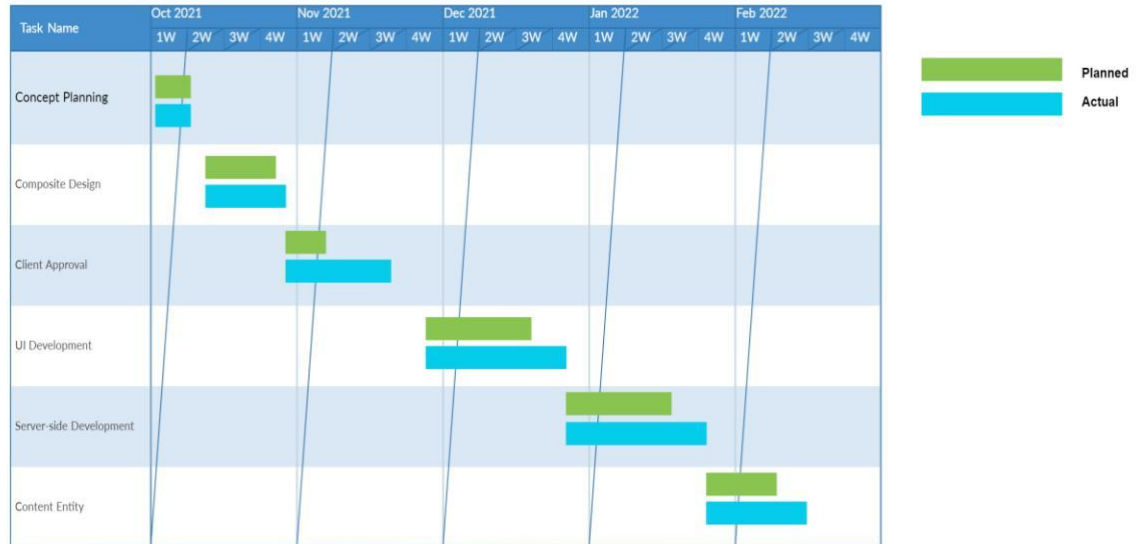 Task Name
Oct 2021 Nov 2021 Dec 2021 Jan 2022 Feb 2022
1W 2W 3W 4W 1W 2W 3W 4W 1W 2W 3W 4W 1W 2W 3W 4W 1W 2W 3W 4W
Planned
Actual
Concept Planning
Composite Design
Client Approval
UI Development
Server-side Development
Content Entity